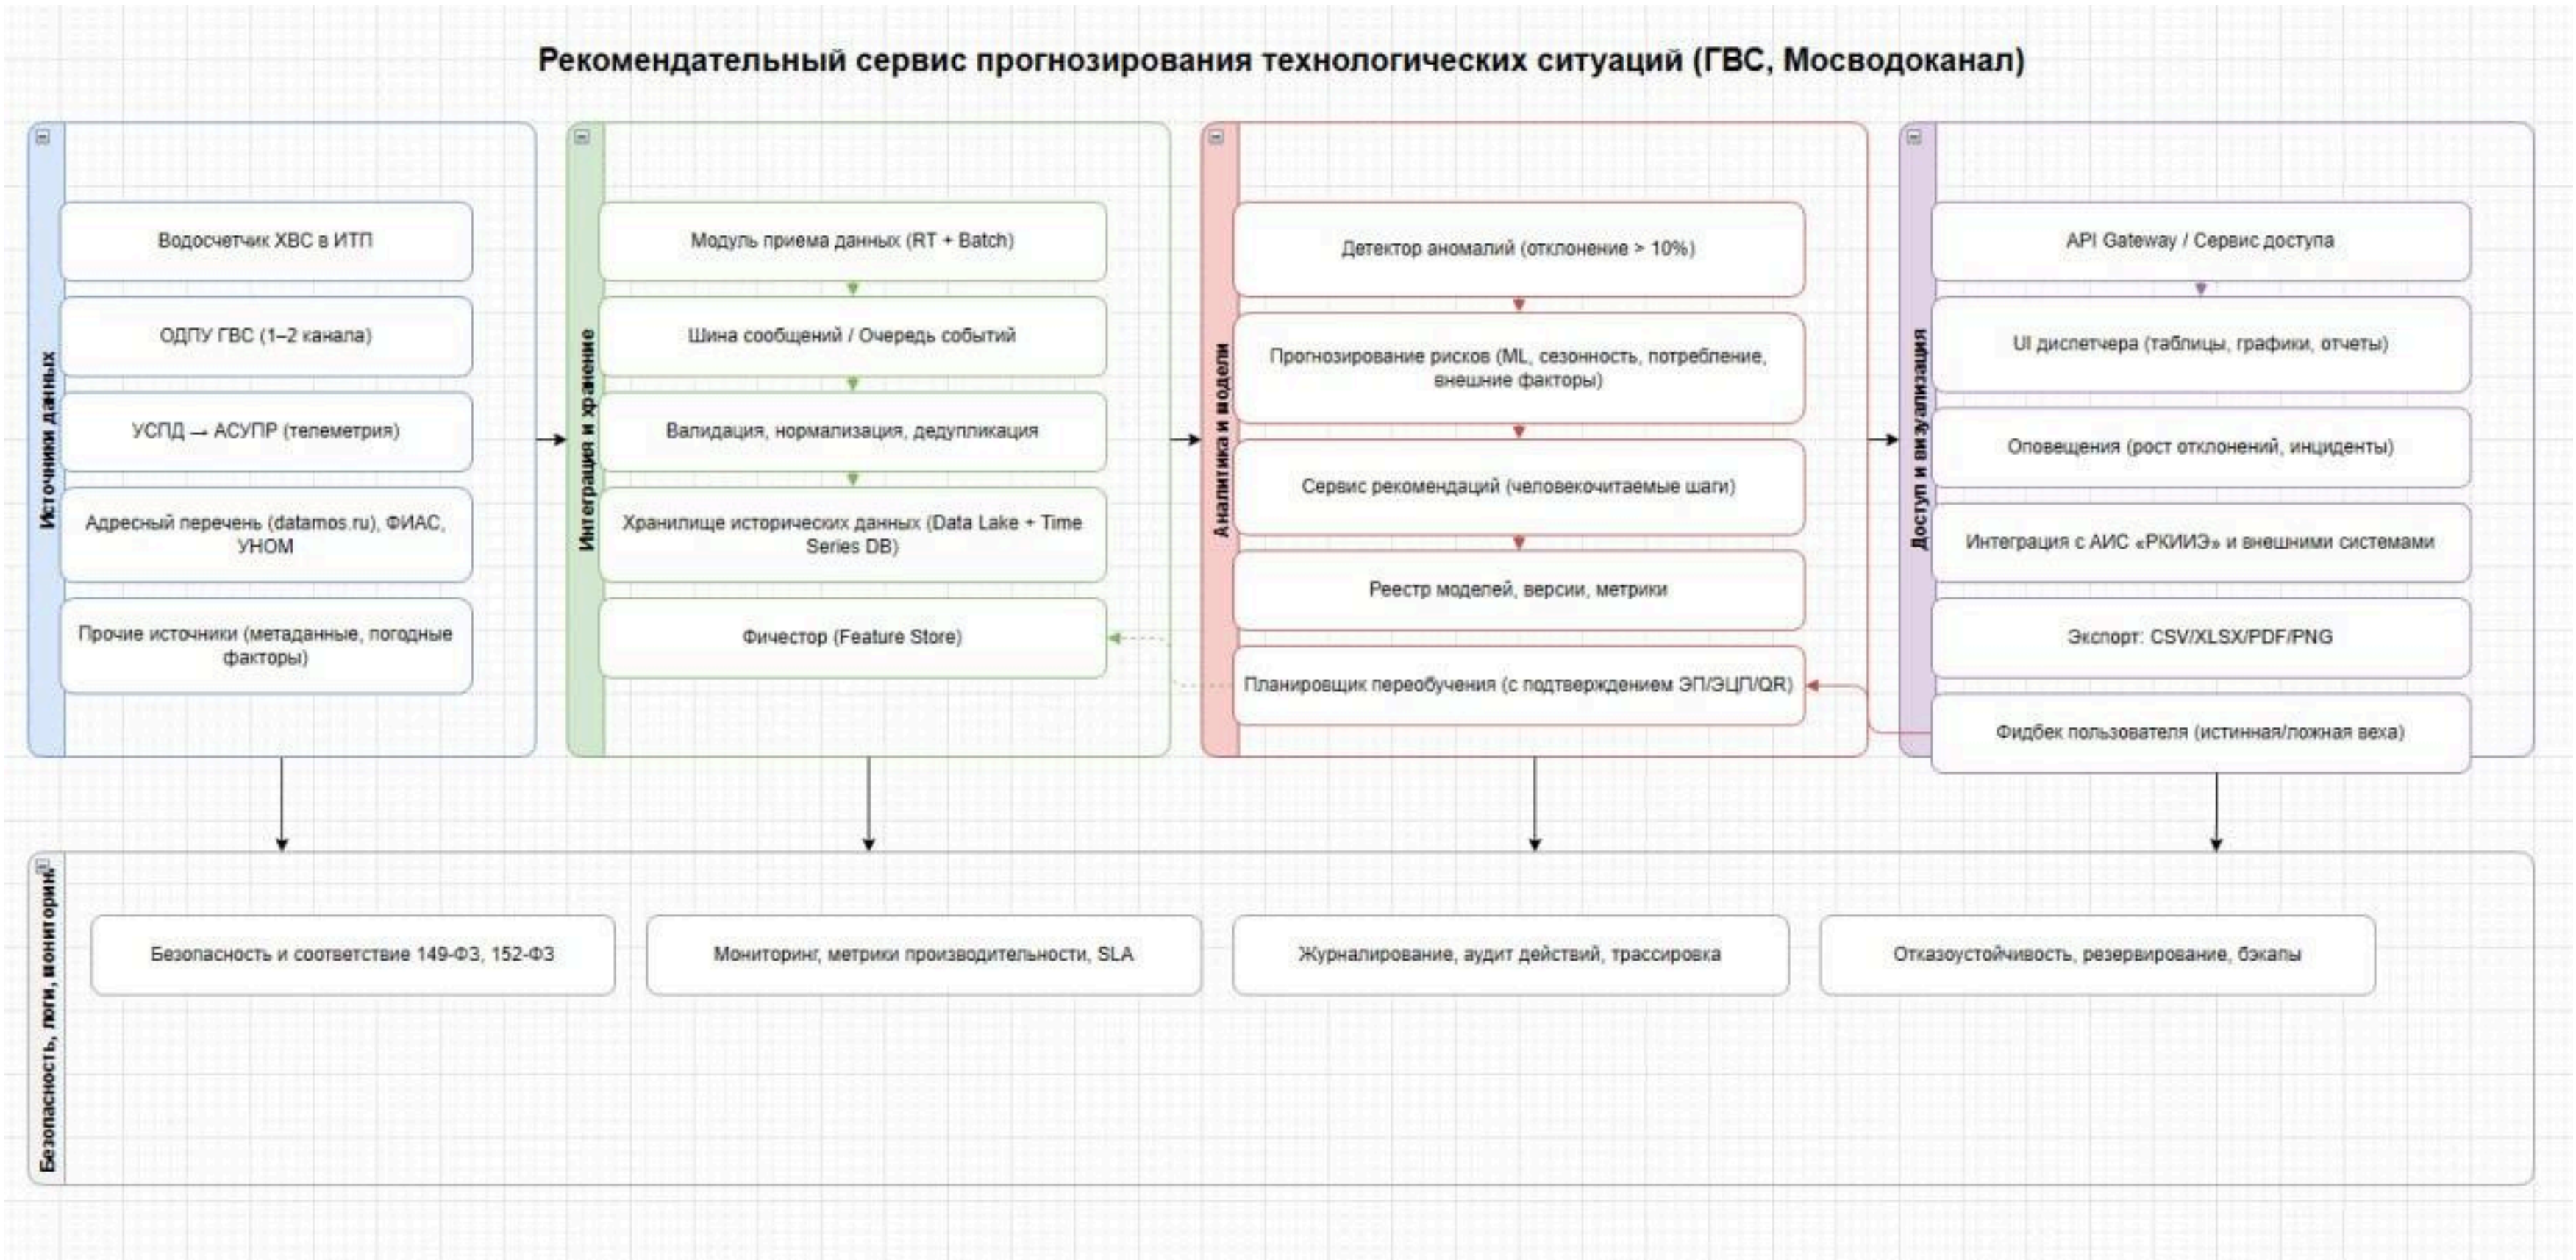 Рекомендательный сервис прогнозирования технологических ситуаций (ГВС, Мосводоканал)
Источники данных
Водосчетчик ХВС в ИТП
ОДПУ ГВС (1–2 канала)
УСПД → АСУПР (телеметрия)
Адресный перечень (datamos.ru), ФИАС,
УНОМ
Прочие источники (метаданные, погодные
факторы)
Интеграция и хранение
Модуль приема данных (RT + Batch)
Шина сообщений / Очередь событий
Валидация, нормализация, дедупликация
Хранилище исторических данных (Data Lake + Time
Series DB)
Фичестор (Feature Store)
Аналитика и модели
Детектор аномалий (отклонение > 10%)
Прогнозирование рисков (ML, сезонность, потребление,
внешние факторы)
Сервис рекомендаций (человекочитаемые шаги)
Реестр моделей, версии, метрики
Планировщик переобучения (с подтверждением ЭП/ЭЦП/QR)
Доступ и визуализация
API Gateway / Сервис доступа
UI диспетчера (таблицы, графики, отчеты)
Оповещения (рост отклонений, инциденты)
Интеграция с АИС «РКИИЭ» и внешними системами
Экспорт: CSV/XLSX/PDF/PNG
Фидбек пользователя (истинная/ложная веха)
Безопасность, логи, мониторинг
Безопасность и соответствие 149-ФЗ, 152-ФЗ
Мониторинг, метрики производительности, SLA
Журналирование, аудит действий, трассировка
Отказоустойчивость, резервирование, бэкапы